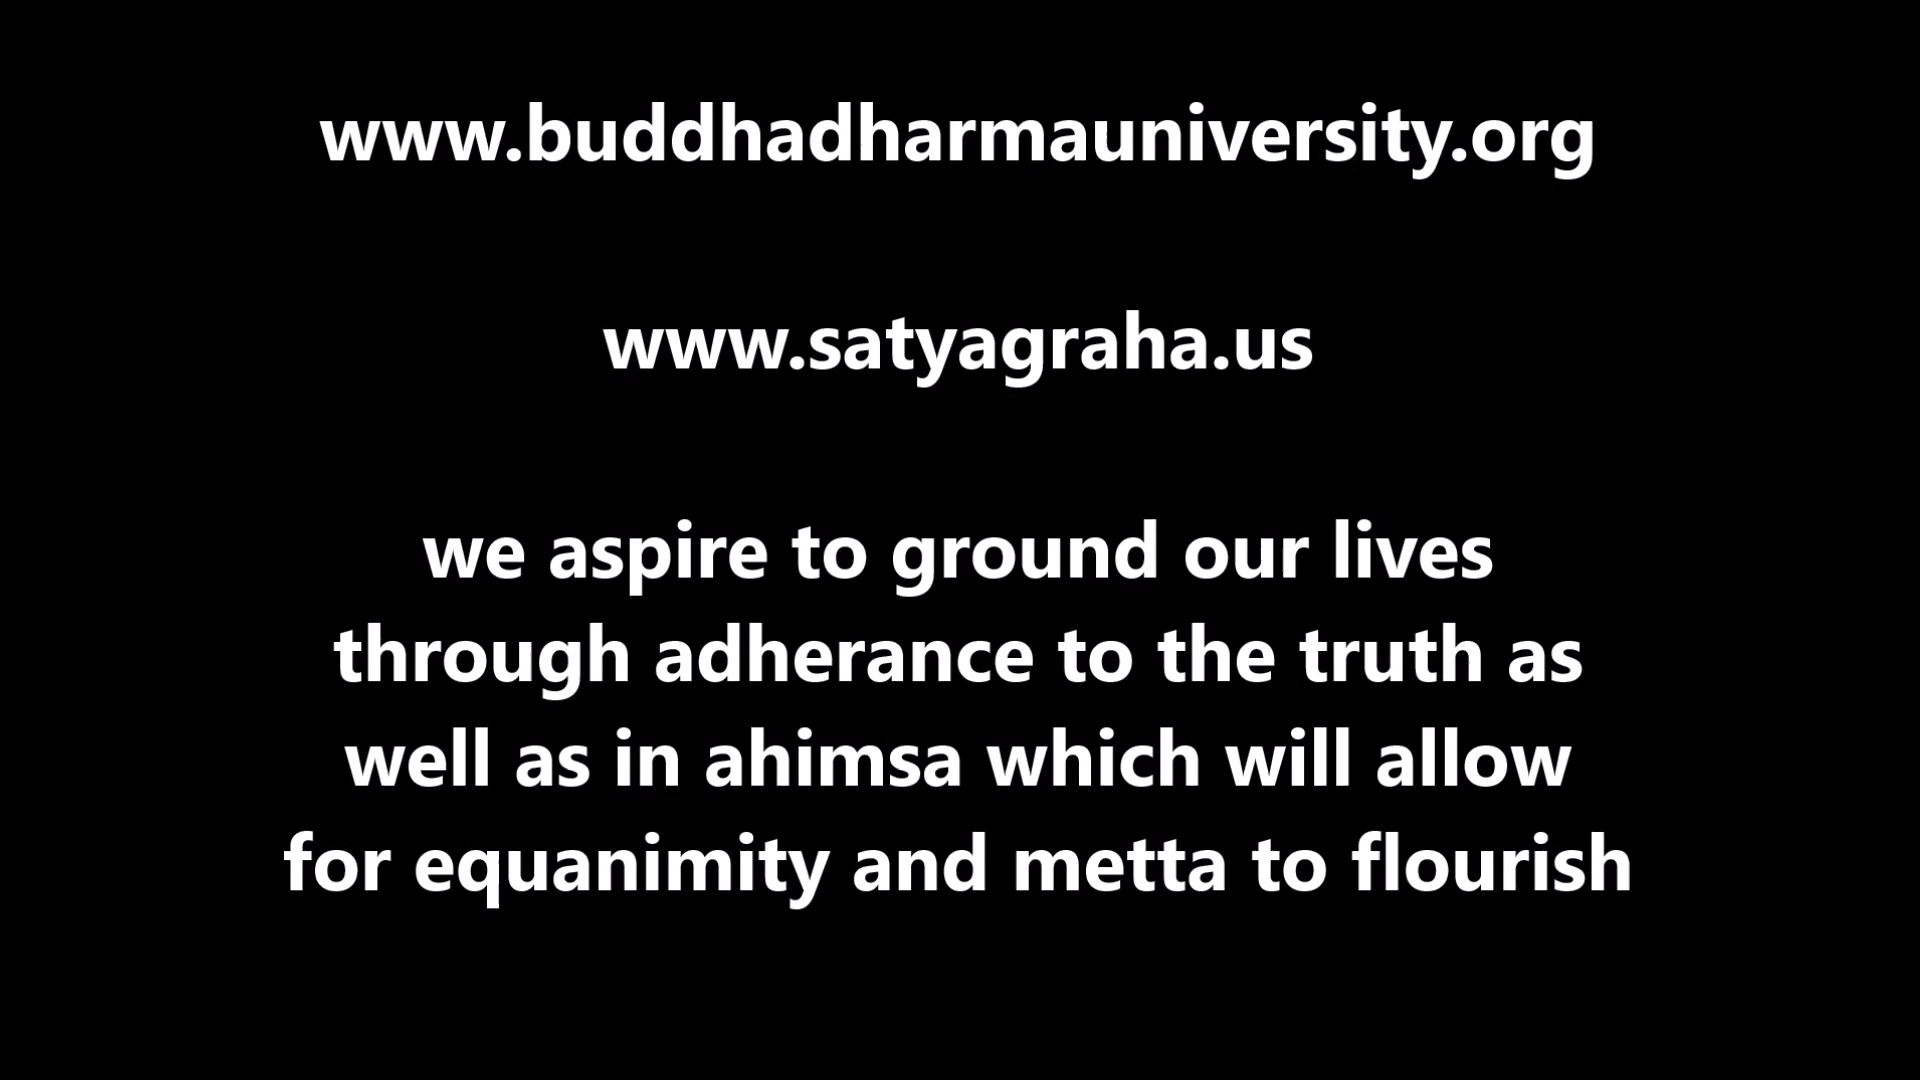 www.buddhadharmauniversity.org
www.satyagraha.us
we aspire to ground our lives
through adherance to the truth as
well as in ahimsa which will allow
for equanimity and metta to flourish